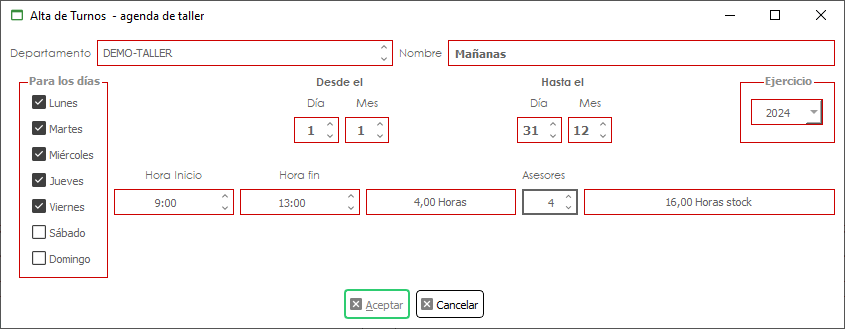 Alta de Turnos - agenda de taller
Departamento DEMO-TALLER Nombre Mañanas
Para los días Desde el Hasta el Ejercicio
Lunes Día Mes Día Mes
2024
Martes 1 1 31 12
Miércoles
Jueves Hora Inicio Hora fin Asesores
Viernes 9:00 13:00 4,00 Horas 4 16,00 Horas stock
Sábado
Domingo
Aceptar Cancelar